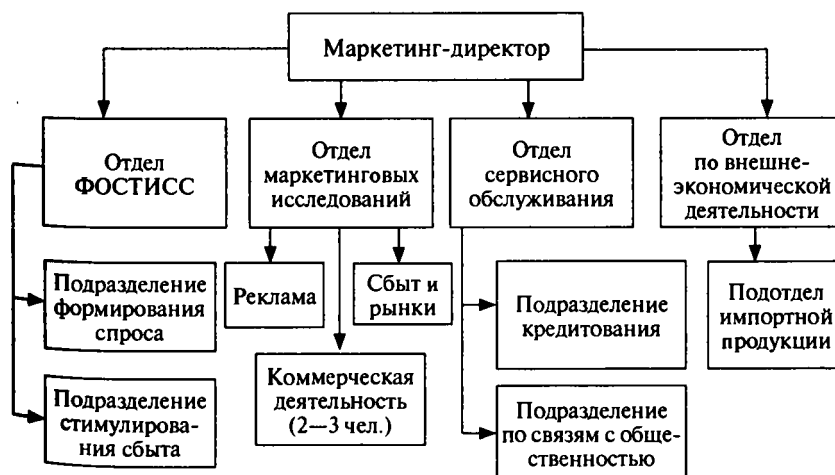 Маркетинг-директор
Отдел
ФОСТИСС
Отдел
маркетинговых
исследований
Отдел
сервисного
обслуживания
Отдел
по внешне-
экономической
деятельности
Подразделение
формирования
спроса
Реклама
Сбыт и
рынки
Подразделение
кредитования
Подотдел
импортной
продукции
Подразделение
стимулирова-
ния сбыта
Коммерческая
деятельность
(2—3 чел.)
Подразделение
по связям с обще-
ственностью